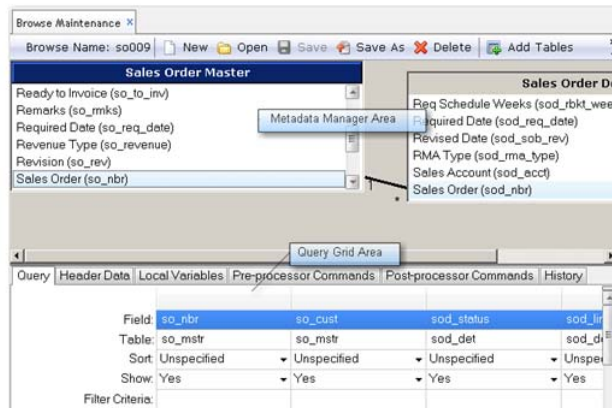 Browse Maintenance ×
Browse Name: so009 New Open Save Save As Delete Add Tables
Sales Order Master
Ready to Invoice (so_to_inv)
Remarks (so_rmks)
Required Date (so_req_date)
Revenue Type (so_revenue)
Revision (so_rev)
Sales Order (so_nbr)
Metadata Manager Area
Sales Order D
Req Schedule Weeks (sod_rbkt_wee
Required Date (sod_req_date)
Revised Date (sod_sob_rev)
RMA Type (sod_rma_type)
Sales Account (sod_acct)
Sales Order (sod_nbr)
1
*
Query Grid Area
Query Header Data Local Variables Pre-processor Commands Post-processor Commands History
Field: so_nbr so_cust sod_status sod_lin
Table: so_mstr so_mstr sod_det sod_d
Sort: Unspecified Unspecified Unspecified Unspe
Show: Yes Yes Yes Yes
Filter Criteria: